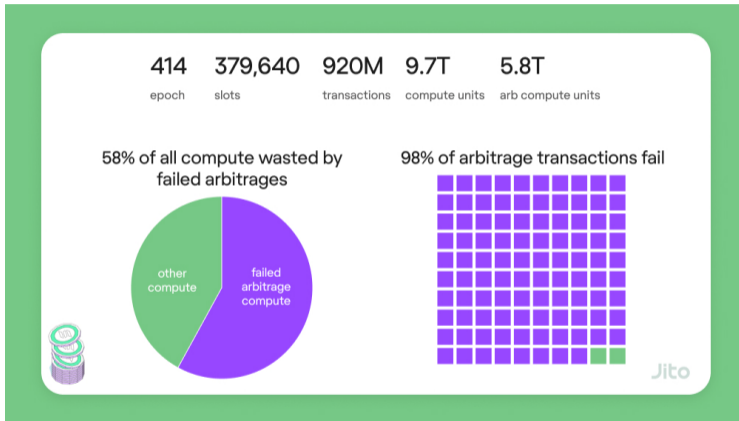 414 379,640 920M 9.7T 5.8T
epoch slots transactions compute units arb compute units
58% of all compute wasted by
failed arbitrages
98% of arbitrage transactions fail
other
compute
failed
arbitrage
compute
Jito